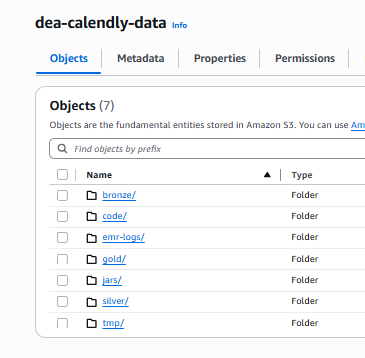 dea-calendly-data Info
Objects Metadata Properties Permissions
Objects (7)
Objects are the fundamental entities stored in Amazon S3. You can use Am
Find objects by prefix
Name Type
bronze/ Folder
code/ Folder
emr-logs/ Folder
gold/ Folder
jars/ Folder
silver/ Folder
tmp/ Folder